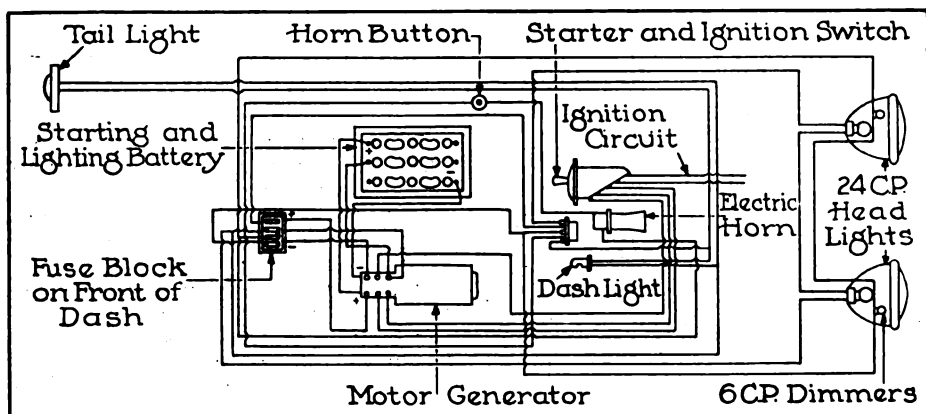 Tail Light
Horn Button
Starter and Ignition Switch
Starting and
Lighting Battery
Ignition
Circuit
Electric
Horn
24 C.P.
Head
Lights
Fuse Block
on Front of
Dash
Dash Light
Motor Generator
6 C.P. Dimmers
+
-
+
-
-
+